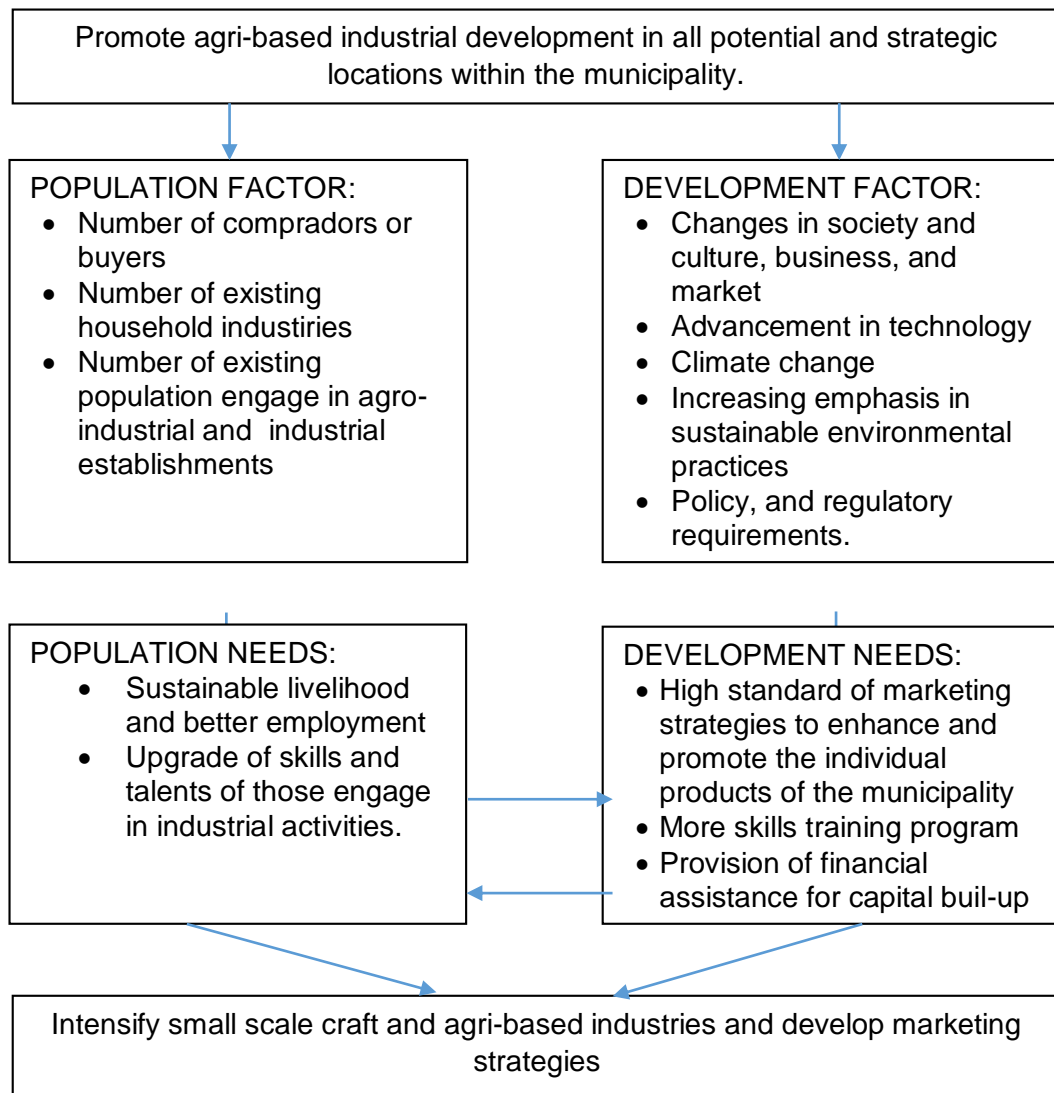 Promote agri-based industrial development in all potential and strategic
locations within the municipality.
POPULATION FACTOR:
• Number of compradors or
buyers
• Number of existing
household industiries
• Number of existing
population engage in agro-
industrial and industrial
establishments
DEVELOPMENT FACTOR:
• Changes in society and
culture, business, and
market
• Advancement in technology
• Climate change
• Increasing emphasis in
sustainable environmental
practices
• Policy, and regulatory
requirements.
POPULATION NEEDS:
• Sustainable livelihood
and better employment
• Upgrade of skills and
talents of those engage
in industrial activities.
DEVELOPMENT NEEDS:
• High standard of marketing
strategies to enhance and
promote the individual
products of the municipality
• More skills training program
• Provision of financial
assistance for capital buil-up
Intensify small scale craft and agri-based industries and develop marketing
strategies